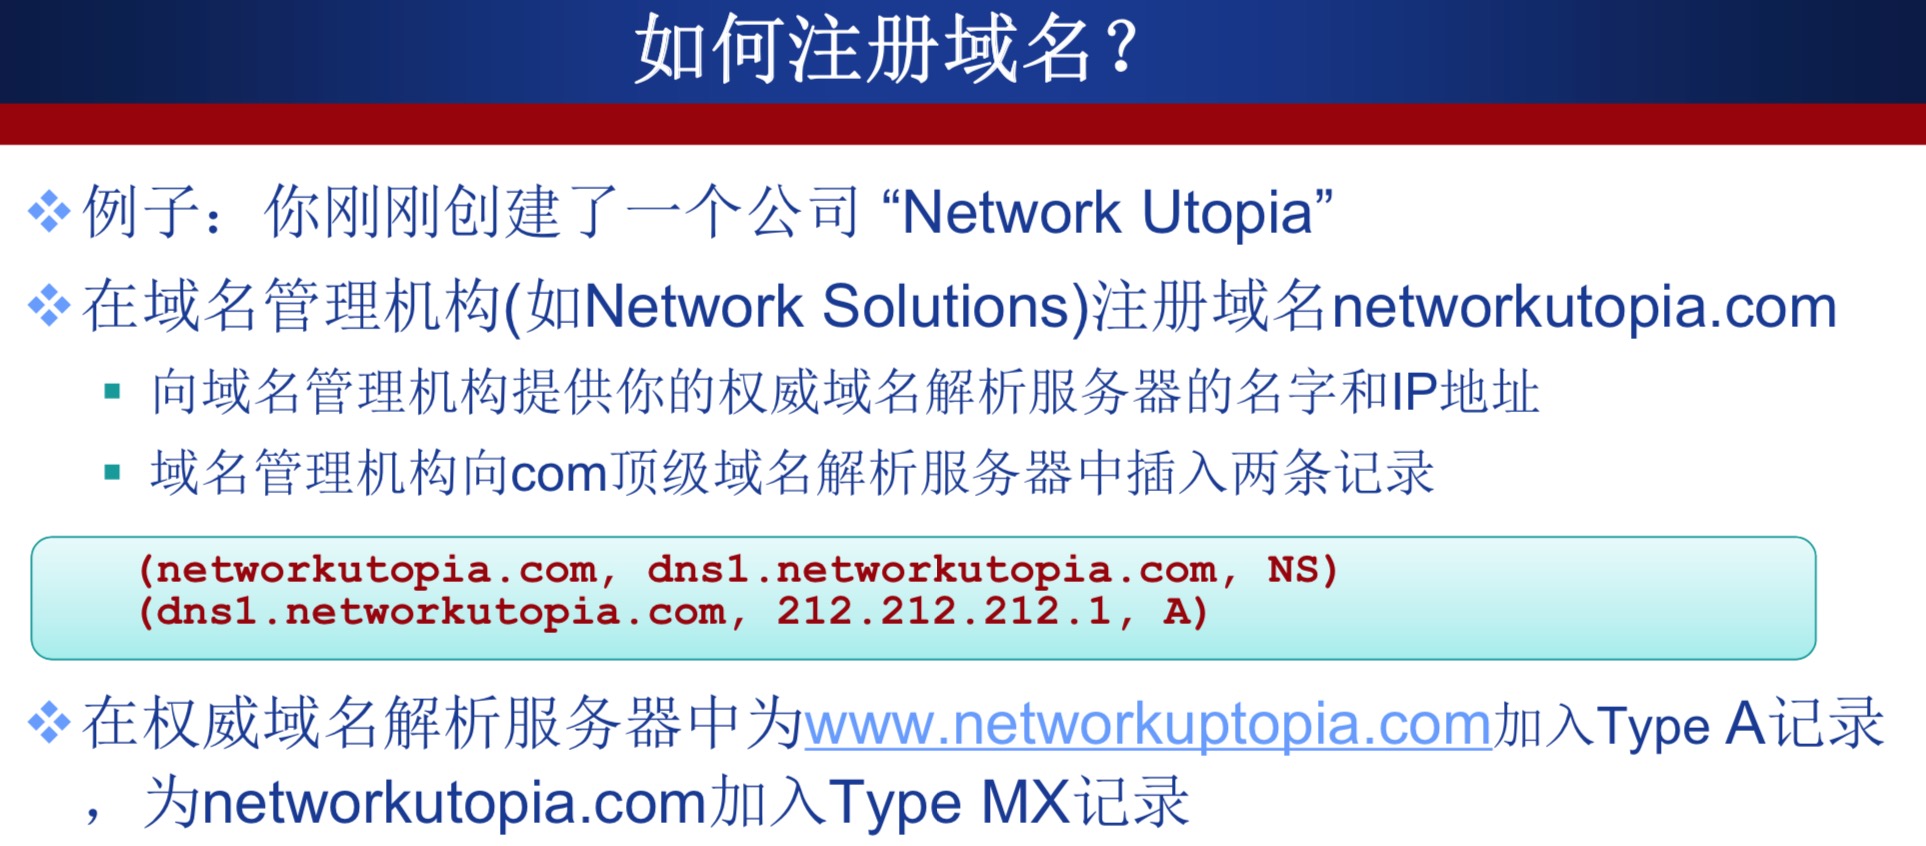 如何注册域名?
❖例子：你刚刚创建了一个公司 “Network Utopia”
❖在域名管理机构(如Network Solutions)注册域名networkutopia.com
▪ 向域名管理机构提供你的权威域名解析服务器的名字和IP地址
▪ 域名管理机构向com顶级域名解析服务器中插入两条记录
(networkutopia.com, dns1.networkutopia.com, NS)
(dns1.networkutopia.com, 212.212.212.1, A)
❖在权威域名解析服务器中为www.networkuptopia.com加入Type A记录
，为networkutopia.com加入Type MX记录